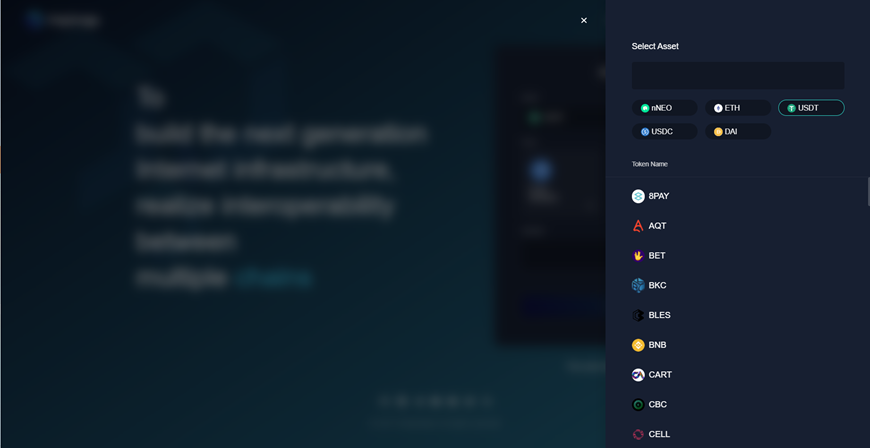 To
build the next generation
Internet infrastructure,
realize interoperability
between
multiple chains
Select Asset
nNEO ETH USDT
USDC DAI
Token Name
8PAY
AQT
BET
BKC
BLES
BNB
CART
CBC
CELL